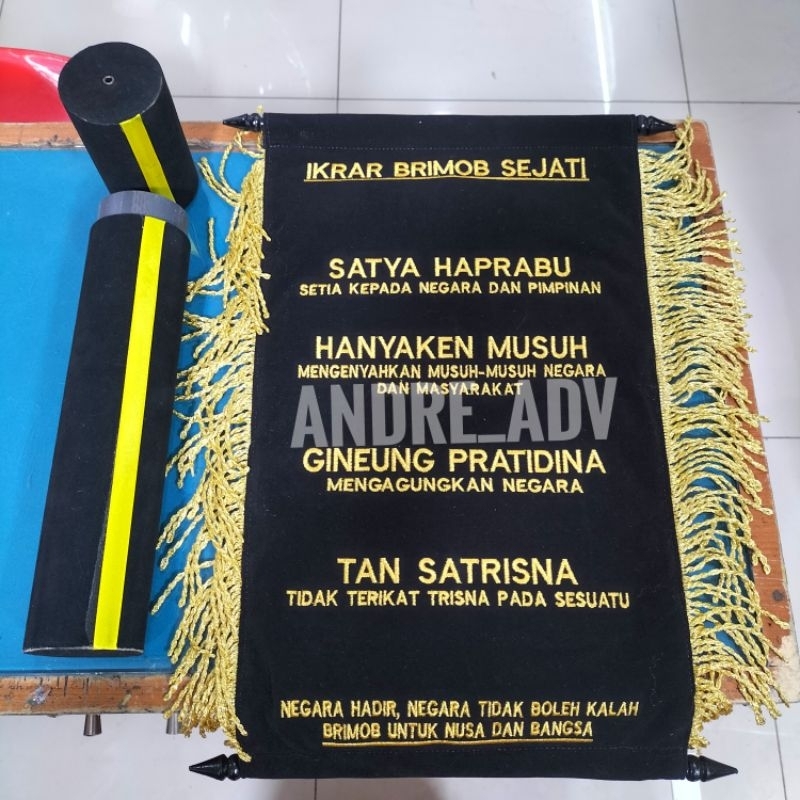 IKRAR BRIMOB SEJATI
SATYA HAPRABU
SETIA KEPADA NEGARA DAN PIMPINAN
HANYAKEN MUSUH
MENGENYAHKAN MUSUH-MUSUH NEGARA
DAN MASYARAKAT
ANDRE_ADV
GINEUNG PRATIDINA
MENGAGUNGKAN NEGARA
TAN SATRISNA
TIDAK TERIKAT TRISNA PADA SESUATU
NEGARA HADIR, NEGARA TIDAK BOLEH KALAH
BRIMOB UNTUK NUSA DAN BANGSA